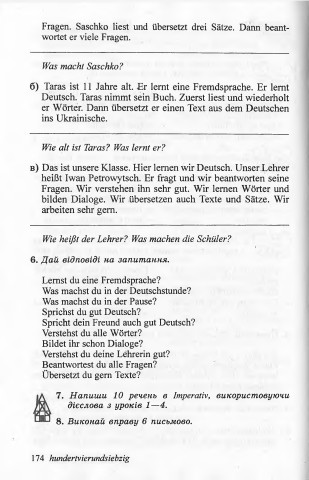 Fragen. Saschko liest und übersetzt drei Sätze. Dann beant-
wortet er viele Fragen.
Was macht Saschko?
б) Taras ist 11 Jahre alt. Er lernt eine Fremdsprache. Er lernt
Deutsch. Taras nimmt sein Buch. Zuerst liest und wiederholt
er Wörter. Dann übersetzt er einen Text aus dem Deutschen
ins Ukrainische.
Wie alt ist Taras? Was lernt er?
в) Das ist unsere Klasse. Hier lernen wir Deutsch. Unser Lehrer
heißt Iwan Petrowytsch. Er fragt und wir beantworten seine
Fragen. Wir verstehen ihn sehr gut. Wir lernen Wörter und
bilden Dialoge. Wir übersetzen auch Texte und Sätze. Wir
arbeiten sehr gern.
Wie heißt der Lehrer? Was machen die Schüler?
6. Дай відповіді на запитання.
Lernst du eine Fremdsprache?
Was machst du in der Deutschstunde?
Was machst du in der Pause?
Sprichst du gut Deutsch?
Spricht dein Freund auch gut Deutsch?
Verstehst du alle Wörter?
Bildet ihr schon Dialoge?
Verstehst du deine Lehrerin gut?
Beantwortest du alle Fragen?
Übersetzt du gern Texte?
7. Напиши 10 речень в Imperativ, використовуючи
дієслова з уроків 1—4.
8. Виконай вправу 6 письмово.
174 hundertvierundsiebzig